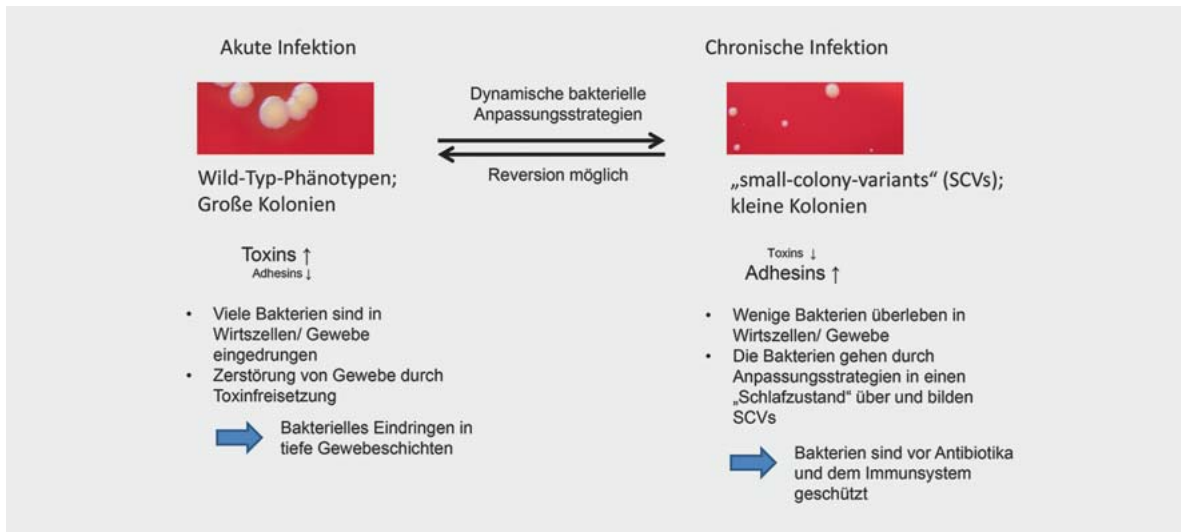 Akute Infektion
Wild-Typ-Phänotypen;
Große Kolonien
Toxins ↑
Adhesins ↓
• Viele Bakterien sind in
Wirtszellen/ Gewebe
eingedrungen
• Zerstörung von Gewebe durch
Toxinfreisetzung
Bakterielles Eindringen in
tiefe Gewebeschichten
Dynamische bakterielle
Anpassungsstrategien
Reversion möglich
Chronische Infektion
„small-colony-variants“ (SCVs);
kleine Kolonien
Toxins ↓
Adhesins ↑
• Wenige Bakterien überleben in
Wirtszellen/ Gewebe
• Die Bakterien gehen durch
Anpassungsstrategien in einen
„Schlafzustand“ über und bilden
SCVs
Bakterien sind vor Antibiotika
und dem Immunsystem
geschützt